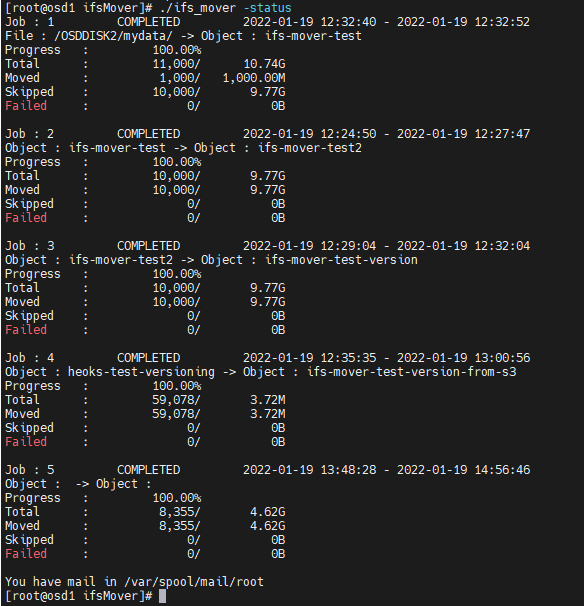 [root@osd1 ifsMover]# ./ifs_mover -status
Job : 1         COMPLETED         2022-01-19 12:32:40 - 2022-01-19 12:32:52
File : /OSDDISK2/mydata/ -> Object : ifs-mover-test
Progress   :         100.00%
Total      :         11,000/      10.74G
Moved      :          1,000/   1,000.00M
Skipped    :         10,000/       9.77G
Failed     :              0/          0B
Job : 2         COMPLETED         2022-01-19 12:24:50 - 2022-01-19 12:27:47
Object : ifs-mover-test -> Object : ifs-mover-test2
Progress   :         100.00%
Total      :         10,000/       9.77G
Moved      :         10,000/       9.77G
Skipped    :              0/          0B
Failed     :              0/          0B
Job : 3         COMPLETED         2022-01-19 12:29:04 - 2022-01-19 12:32:04
Object : ifs-mover-test2 -> Object : ifs-mover-test-version
Progress   :         100.00%
Total      :         10,000/       9.77G
Moved      :         10,000/       9.77G
Skipped    :              0/          0B
Failed     :              0/          0B
Job : 4         COMPLETED         2022-01-19 12:35:35 - 2022-01-19 13:00:56
Object : heoks-test-versioning -> Object : ifs-mover-test-version-from-s3
Progress   :         100.00%
Total      :         59,078/       3.72M
Moved      :         59,078/       3.72M
Skipped    :              0/          0B
Failed     :              0/          0B
Job : 5         COMPLETED         2022-01-19 13:48:28 - 2022-01-19 14:56:46
Object :  -> Object :
Progress   :         100.00%
Total      :          8,355/       4.62G
Moved      :          8,355/       4.62G
Skipped    :              0/          0B
Failed     :              0/          0B
You have mail in /var/spool/mail/root
[root@osd1 ifsMover]#